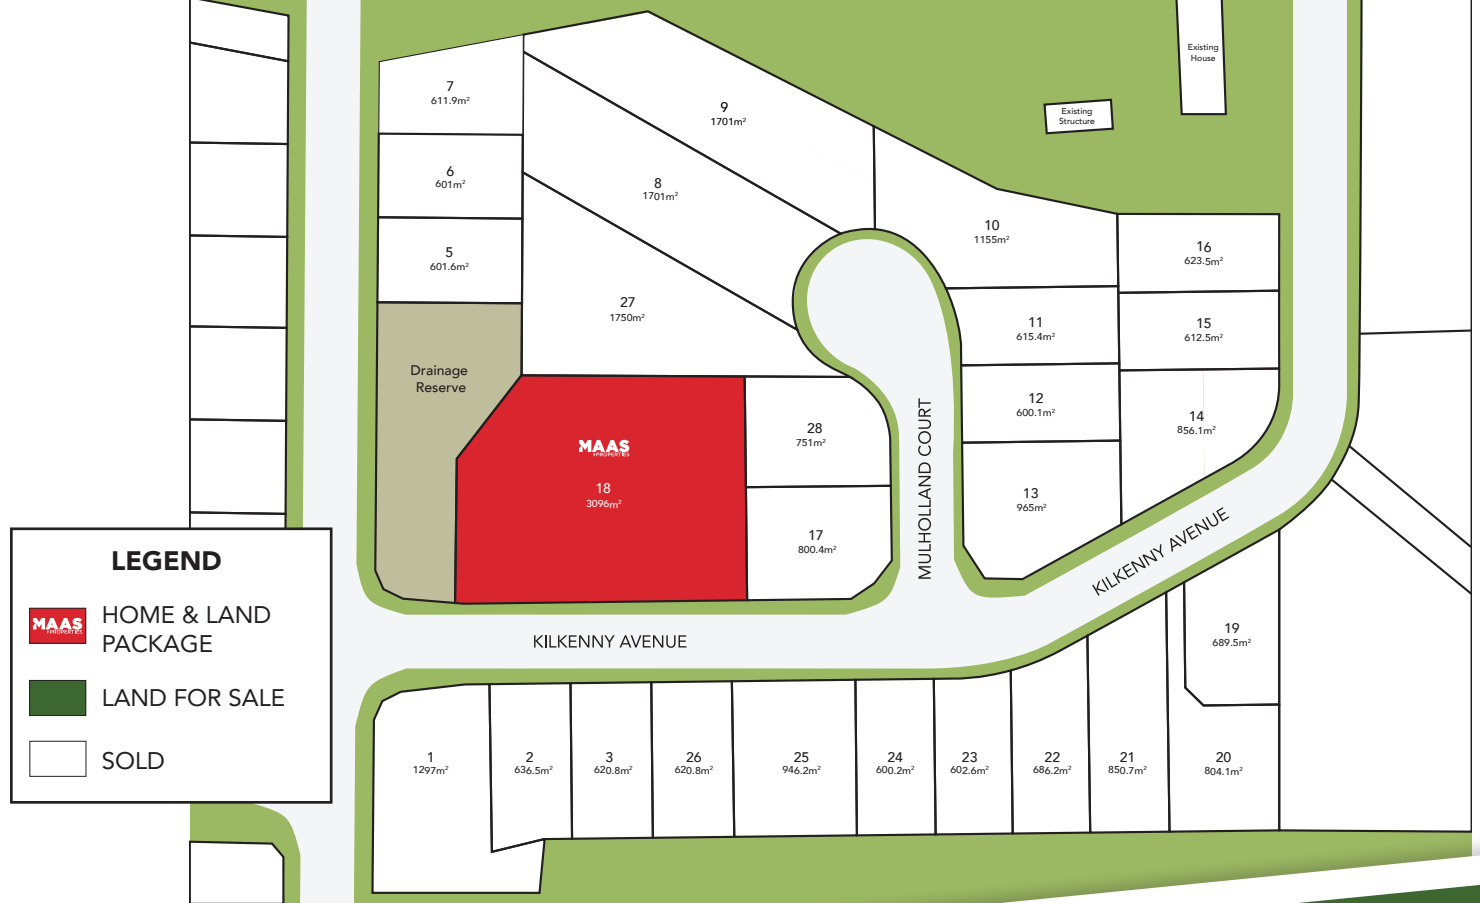 Existing
House
Existing
Structure
7
611.9m²
9
1701m²
6
601m²
8
1701m²
5
601.6m²
10
1155m²
16
623.5m²
27
1750m²
11
615.4m²
15
612.5m²
Drainage
Reserve
12
600.1m²
14
856.1m²
MAAS
+PROPERTIES
18
3096m²
28
751m²
MULHOLLAND COURT
13
965m²
17
800.4m²
KILKENNY AVENUE
KILKENNY AVENUE
19
689.5m²
LEGEND
MAAS
+PROPERTIES
HOME & LAND
PACKAGE
LAND FOR SALE
SOLD
1
1297m²
2
636.5m²
3
620.8m²
26
620.8m²
25
946.2m²
24
600.2m²
23
602.6m²
22
686.2m²
21
850.7m²
20
804.1m²